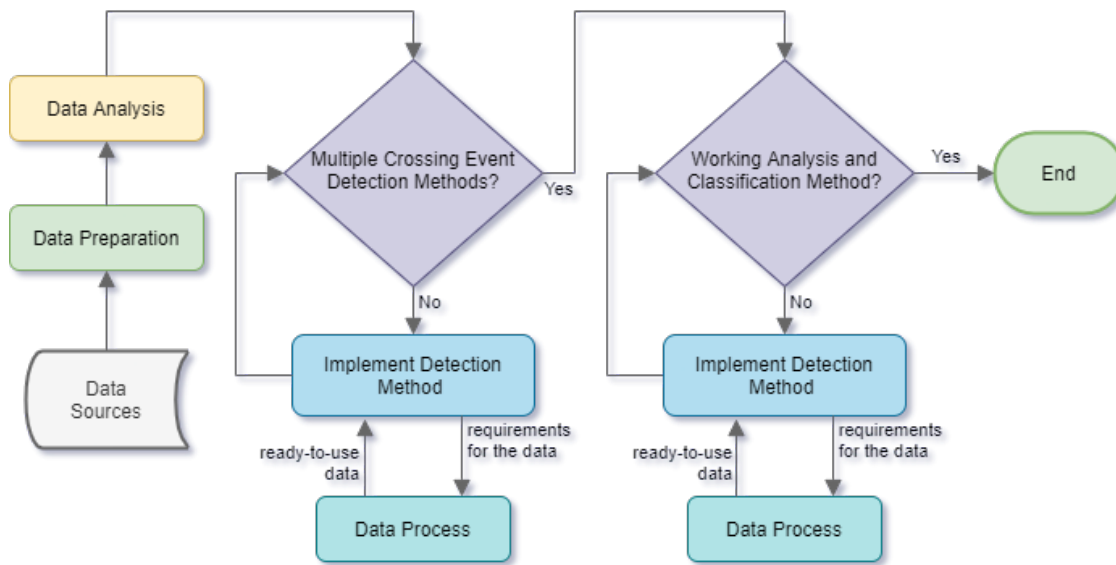 Data Analysis
Data Preparation
Data
Sources
Multiple Crossing Event
Detection Methods?
Yes
No
Implement Detection
Method
ready-to-use
data
requirements
for the data
Data Process
Working Analysis and
Classification Method?
Yes
No
Implement Detection
Method
ready-to-use
data
requirements
for the data
Data Process
End